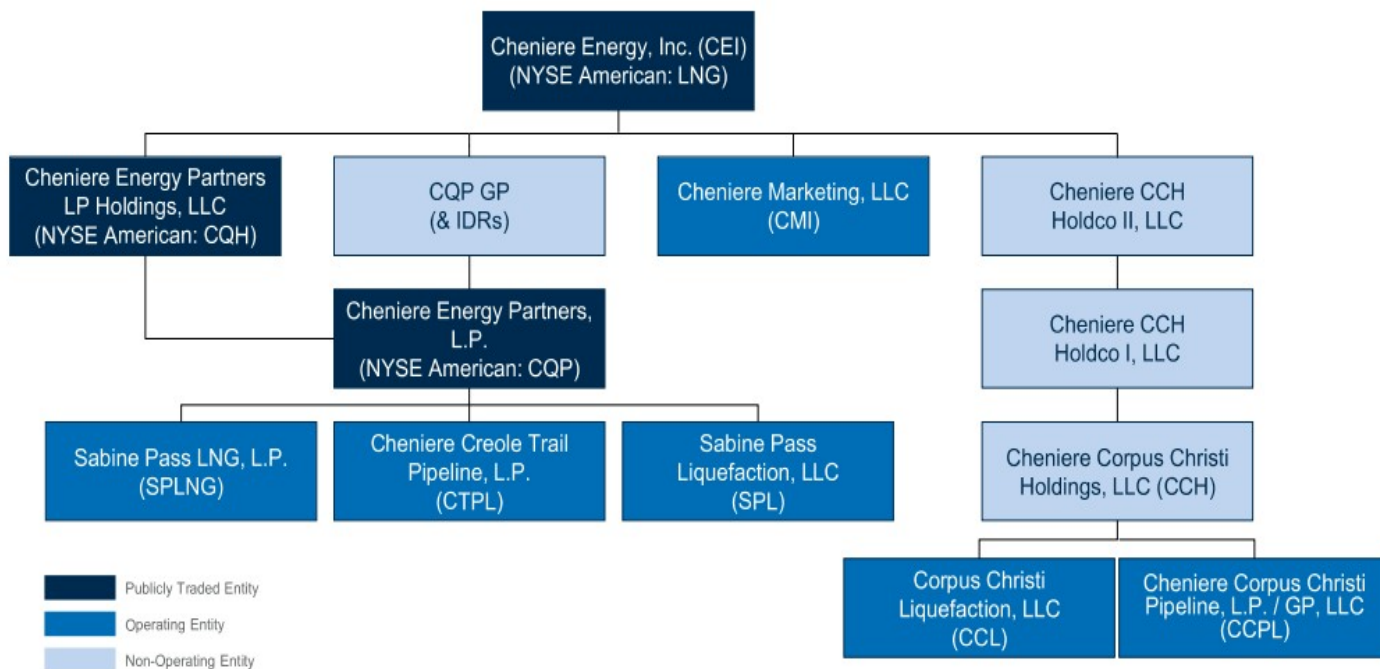 Cheniere Energy, Inc. (CEI)
(NYSE American: LNG)
Cheniere Energy Partners
LP Holdings, LLC
(NYSE American: CQH)
CQP GP
(& IDRs)
Cheniere Marketing, LLC
(CMI)
Cheniere CCH
Holdco II, LLC
Cheniere Energy Partners,
L.P.
(NYSE American: CQP)
Cheniere CCH
Holdco I, LLC
Sabine Pass LNG, L.P.
(SPLNG)
Cheniere Creole Trail
Pipeline, L.P.
(CTPL)
Sabine Pass
Liquefaction, LLC
(SPL)
Cheniere Corpus Christi
Holdings, LLC (CCH)
Corpus Christi
Liquefaction, LLC
(CCL)
Cheniere Corpus Christi
Pipeline, L.P. / GP, LLC
(CCPL)
Publicly Traded Entity
Operating Entity
Non-Operating Entity